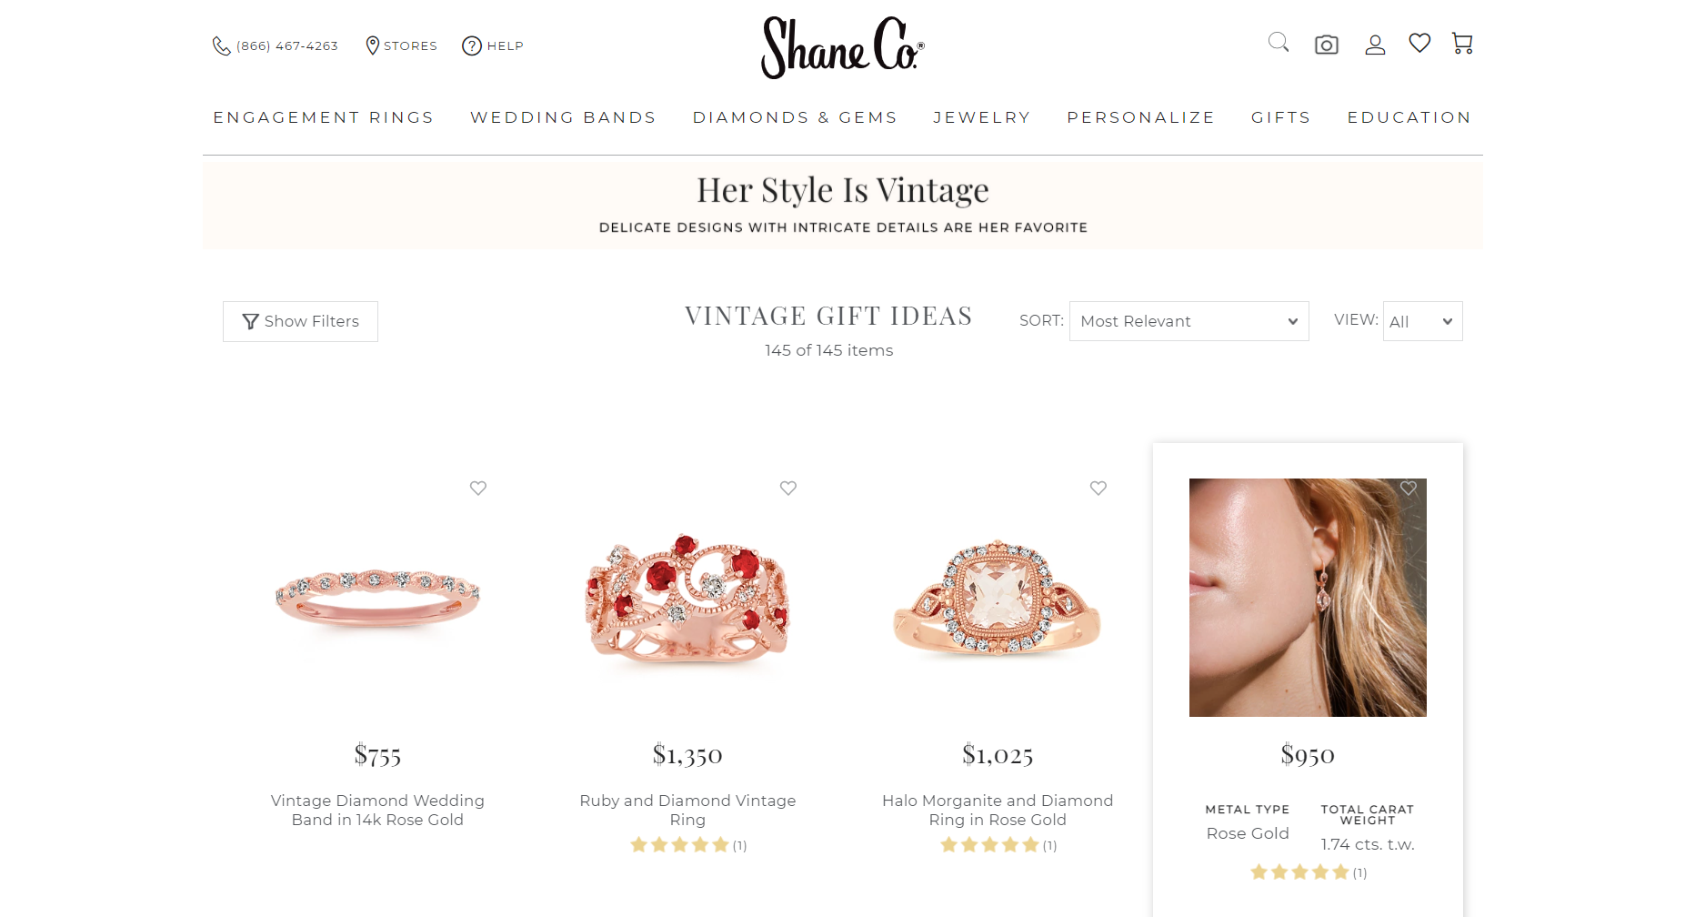 (866) 467-4263 STORES HELP
Shane Co.®
ENGAGEMENT RINGS WEDDING BANDS DIAMONDS & GEMS JEWELRY PERSONALIZE GIFTS EDUCATION
Her Style Is Vintage
DELICATE DESIGNS WITH INTRICATE DETAILS ARE HER FAVORITE
Show Filters
VINTAGE GIFT IDEAS
145 of 145 items
SORT: Most Relevant
VIEW: All
$755
Vintage Diamond Wedding
Band in 14k Rose Gold
$1,350
Ruby and Diamond Vintage
Ring
(1)
$1,025
Halo Morganite and Diamond
Ring in Rose Gold
(1)
$950
METAL TYPE
Rose Gold
TOTAL CARAT
WEIGHT
1.74 cts. t.w.
(1)